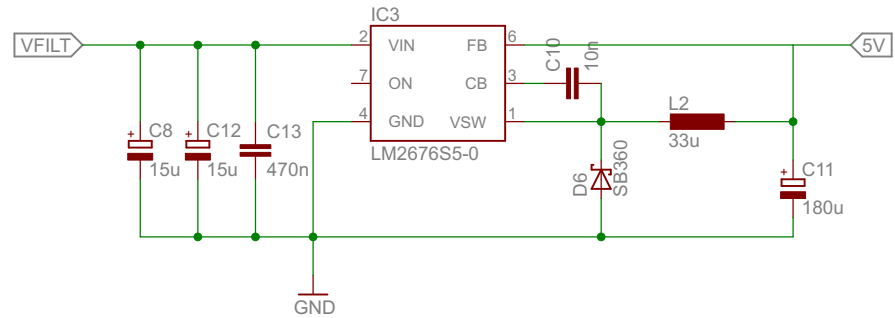 IC3
VFILT
2
VIN
FB
6
5V
7
ON
CB
3
C10
10n
4
GND
VSW
1
LM2676S5-0
+
C8
15u
+
C12
15u
C13
470n
D6
SB360
L2
33u
+
C11
180u
GND